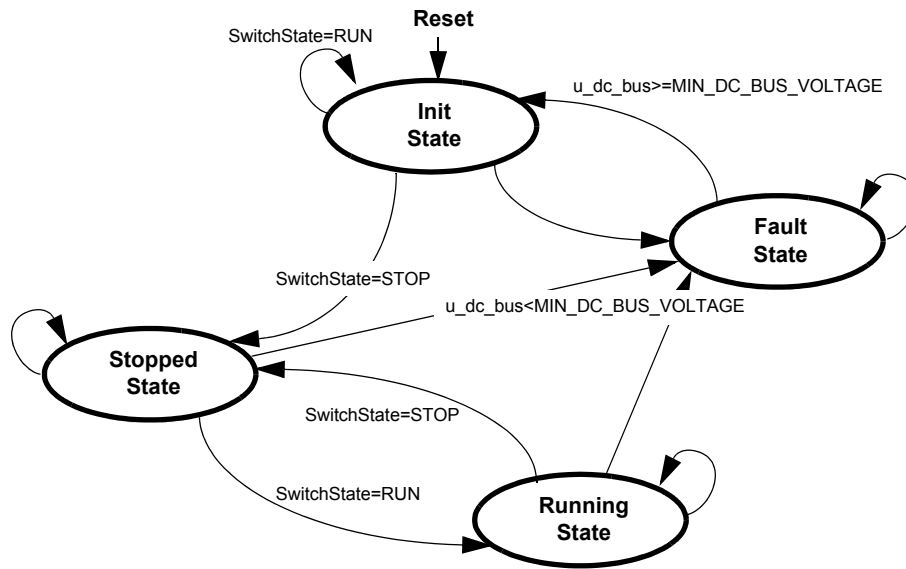 Reset
SwitchState=RUN
u_dc_bus>=MIN_DC_BUS_VOLTAGE
Init
State
Fault
State
SwitchState=STOP
u_dc_bus<MIN_DC_BUS_VOLTAGE
Stopped
State
SwitchState=STOP
SwitchState=RUN
Running
State